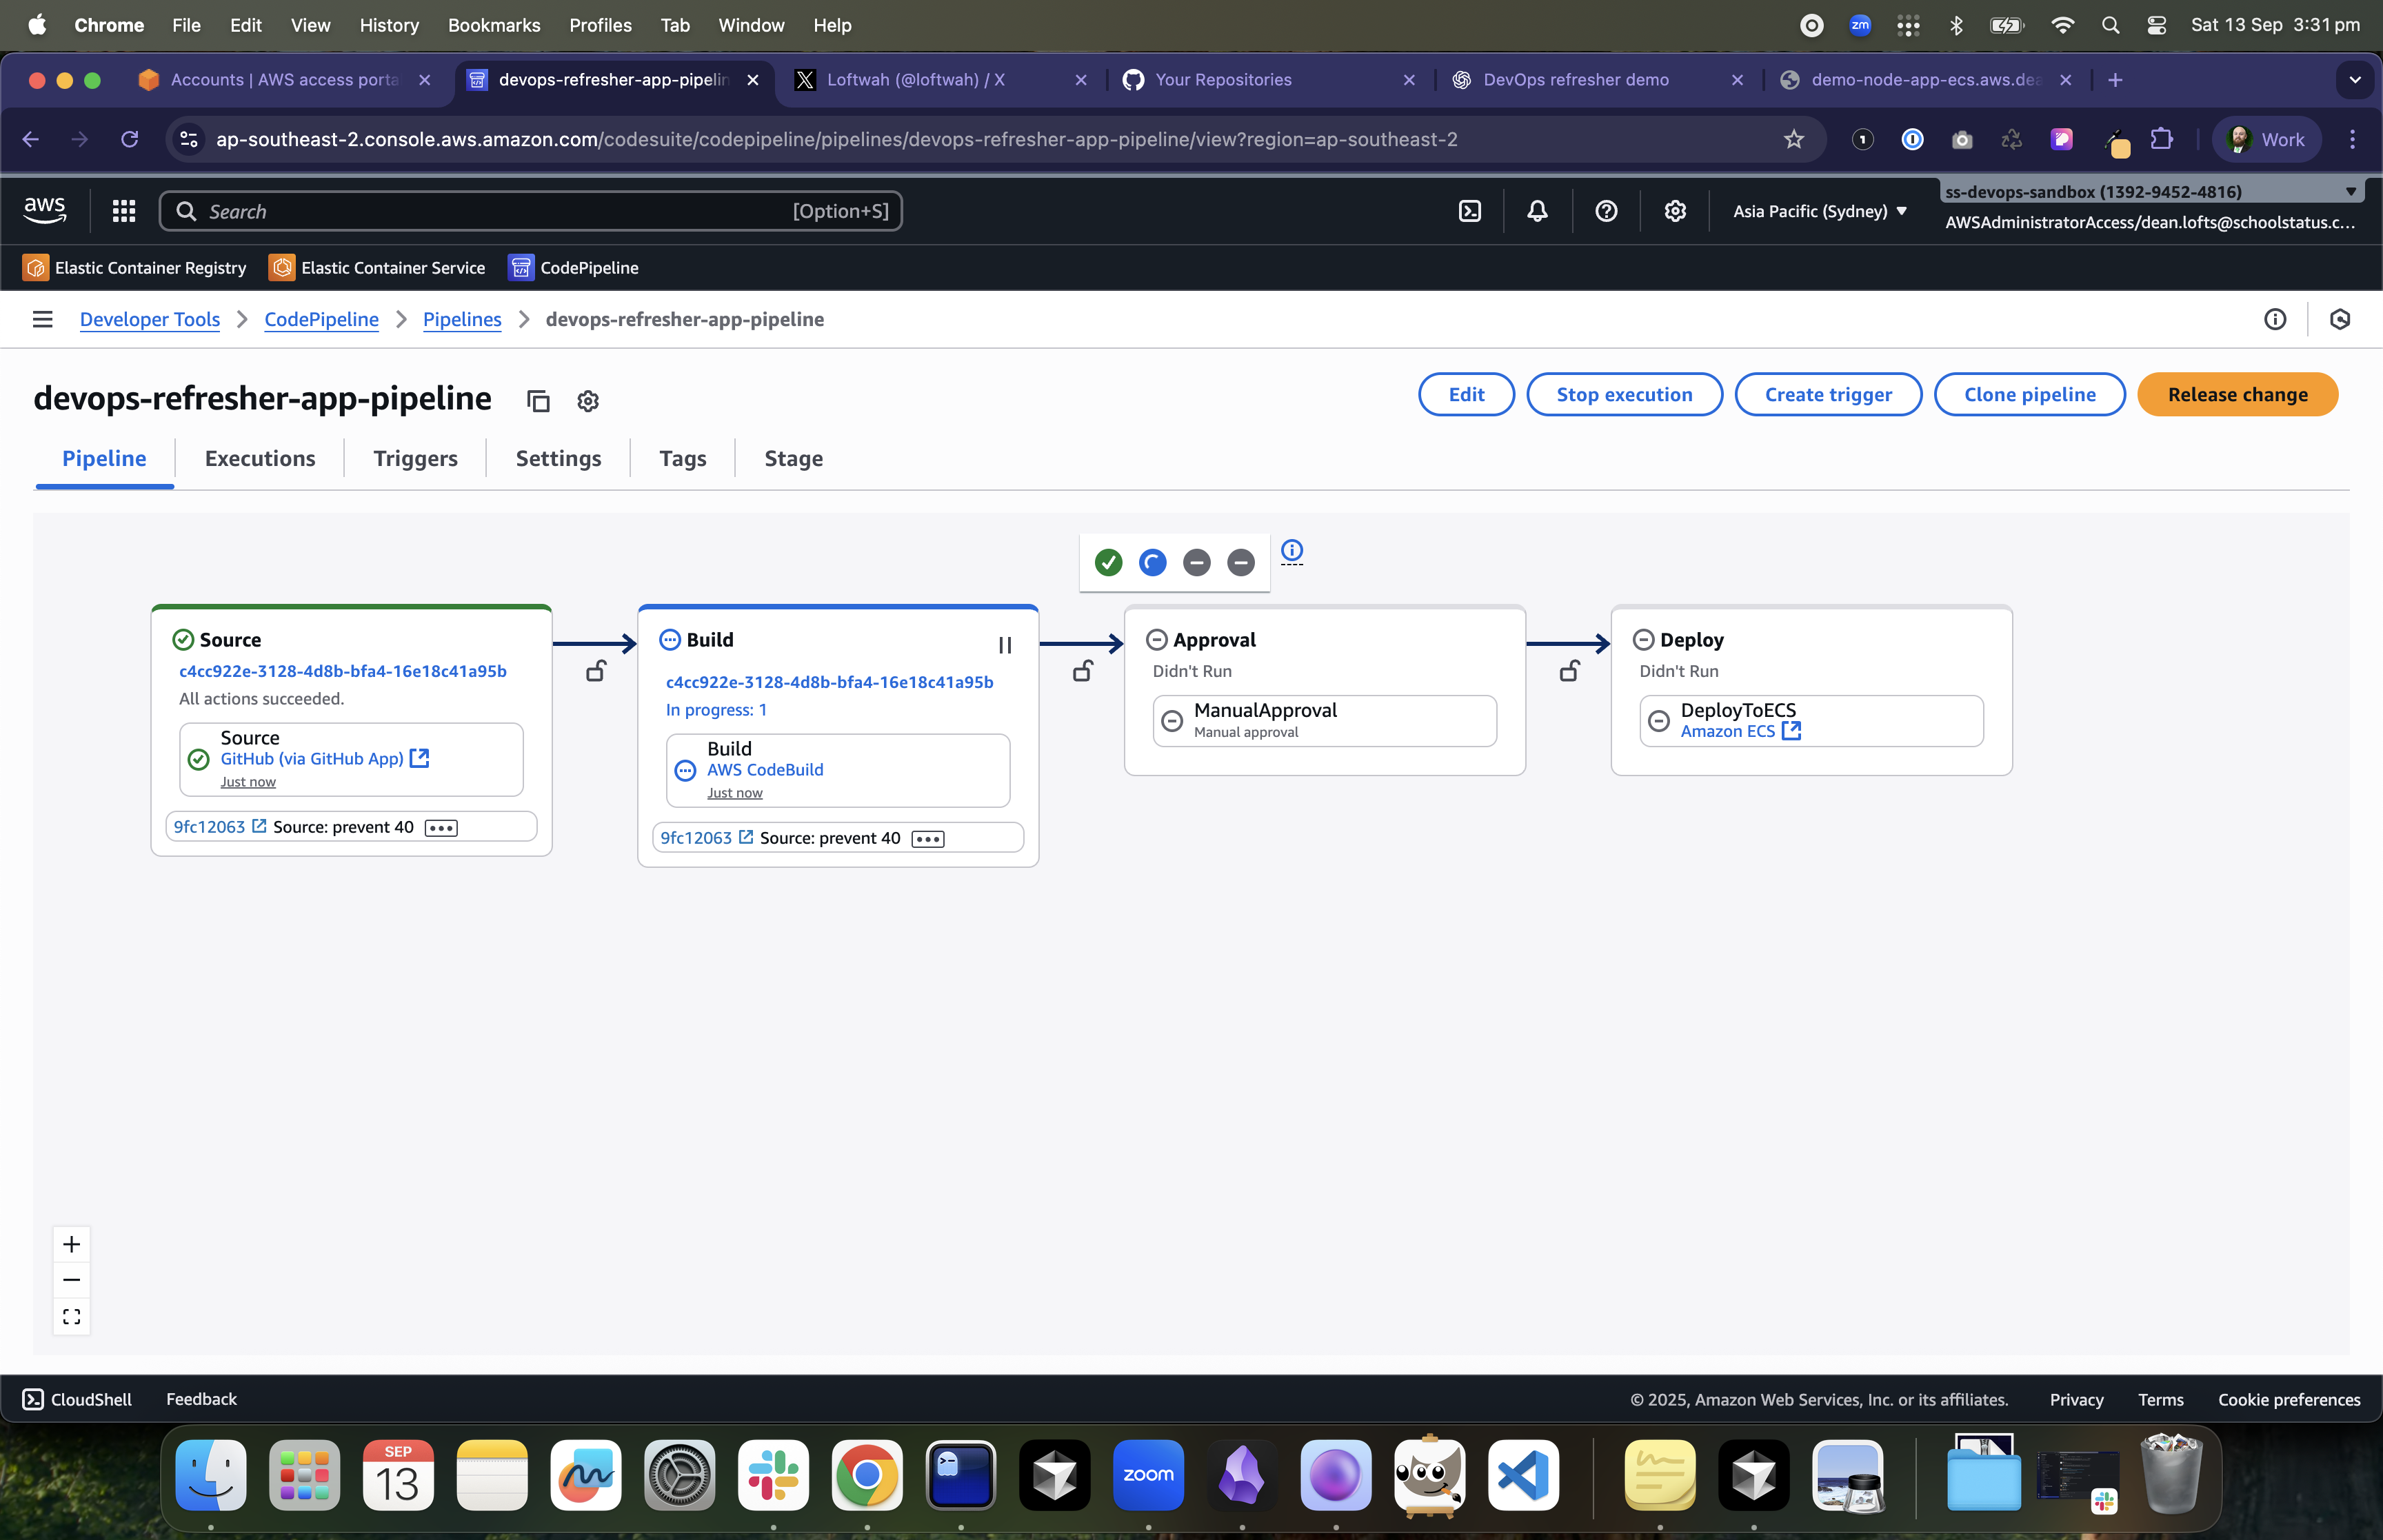 Chrome File Edit View History Bookmarks Profiles Tab Window Help
zm
Sat 13 Sep 3:31 pm
Accounts | AWS access porta
devops-refresher-app-pipelin
Loftwah (@loftwah) / X
Your Repositories
DevOps refresher demo
demo-node-app-ecs.aws.dea
ap-southeast-2.console.aws.amazon.com/codesuite/codepipeline/pipelines/devops-refresher-app-pipeline/view?region=ap-southeast-2
Work
aws
Search [Option+S]
Asia Pacific (Sydney)
ss-devops-sandbox (1392-9452-4816)
AWSAdministratorAccess/dean.lofts@schoolstatus.c...
Elastic Container Registry
Elastic Container Service
CodePipeline
Developer Tools
CodePipeline
Pipelines
devops-refresher-app-pipeline
devops-refresher-app-pipeline
Edit
Stop execution
Create trigger
Clone pipeline
Release change
Pipeline
Executions
Triggers
Settings
Tags
Stage
Source
c4cc922e-3128-4d8b-bfa4-16e18c41a95b
All actions succeeded.
Source
GitHub (via GitHub App)
Just now
9fc12063 Source: prevent 40
Build
c4cc922e-3128-4d8b-bfa4-16e18c41a95b
In progress: 1
Build
AWS CodeBuild
Just now
9fc12063 Source: prevent 40
Approval
Didn't Run
ManualApproval
Manual approval
Deploy
Didn't Run
DeployToECS
Amazon ECS
CloudShell
Feedback
© 2025, Amazon Web Services, Inc. or its affiliates.
Privacy
Terms
Cookie preferences
SEP
13
zoom